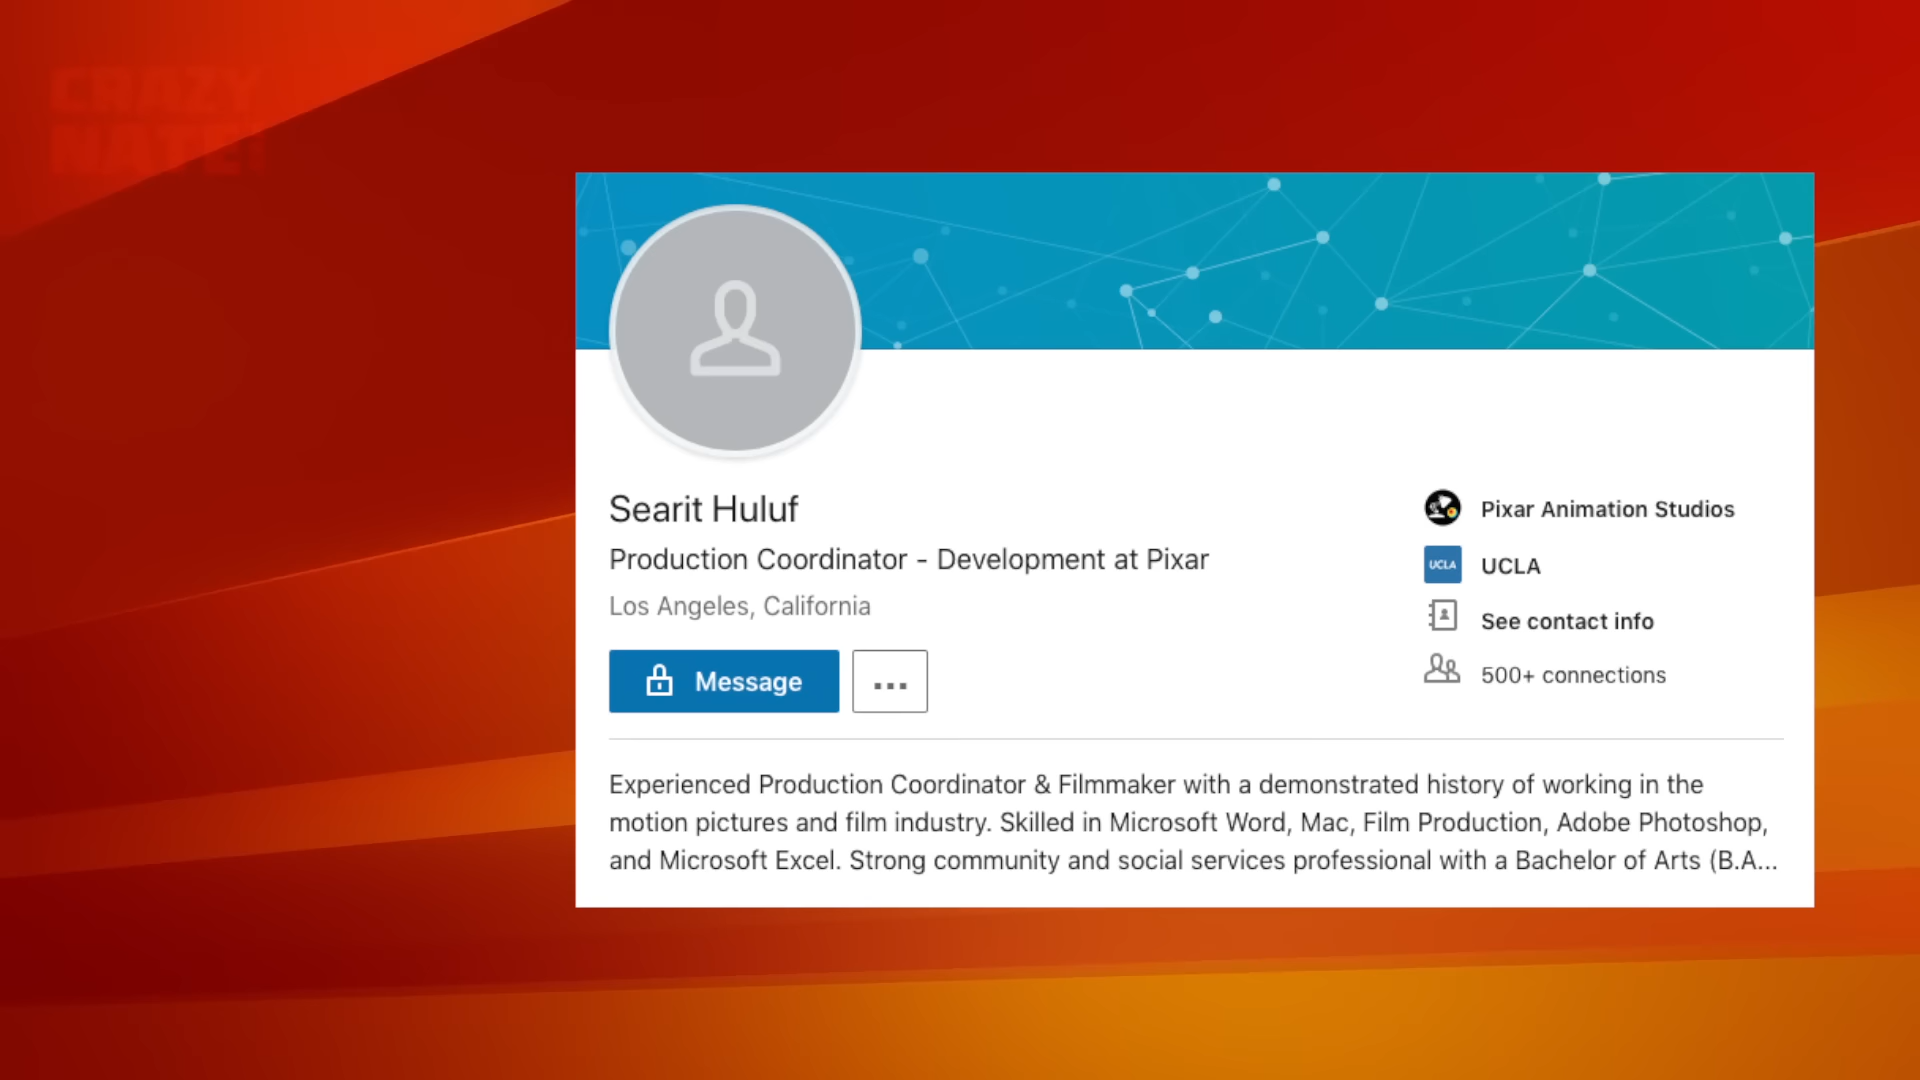 CRAZY
NATE!
Searit Huluf
Production Coordinator - Development at Pixar
Los Angeles, California
Message
...
Pixar Animation Studios
UCLA UCLA
See contact info
500+ connections
Experienced Production Coordinator & Filmmaker with a demonstrated history of working in the
motion pictures and film industry. Skilled in Microsoft Word, Mac, Film Production, Adobe Photoshop,
and Microsoft Excel. Strong community and social services professional with a Bachelor of Arts (B.A...